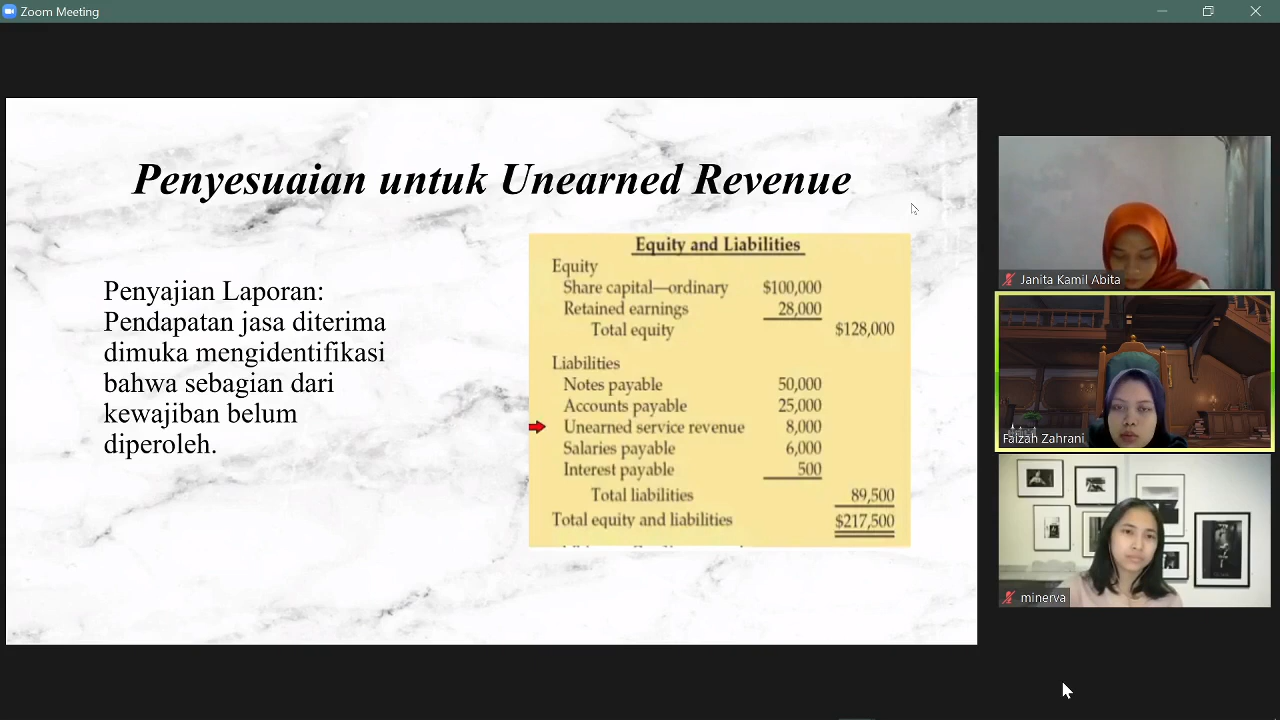 Zoom Meeting
Penyesuaian untuk Unearned Revenue
Penyajian Laporan:
Pendapatan jasa diterima
dimuka mengidentifikasi
bahwa sebagian dari
kewajiban belum
diperoleh.
Equity and Liabilities
Equity
Share capital—ordinary $100,000
Retained earnings 28,000
Total equity $128,000
Liabilities
Notes payable 50,000
Accounts payable 25,000
Unearned service revenue 8,000
Salaries payable 6,000
Interest payable 500
Total liabilities 89,500
Total equity and liabilities $217,500
Janita Kamil Abita
Faizah Zahrani
minerva